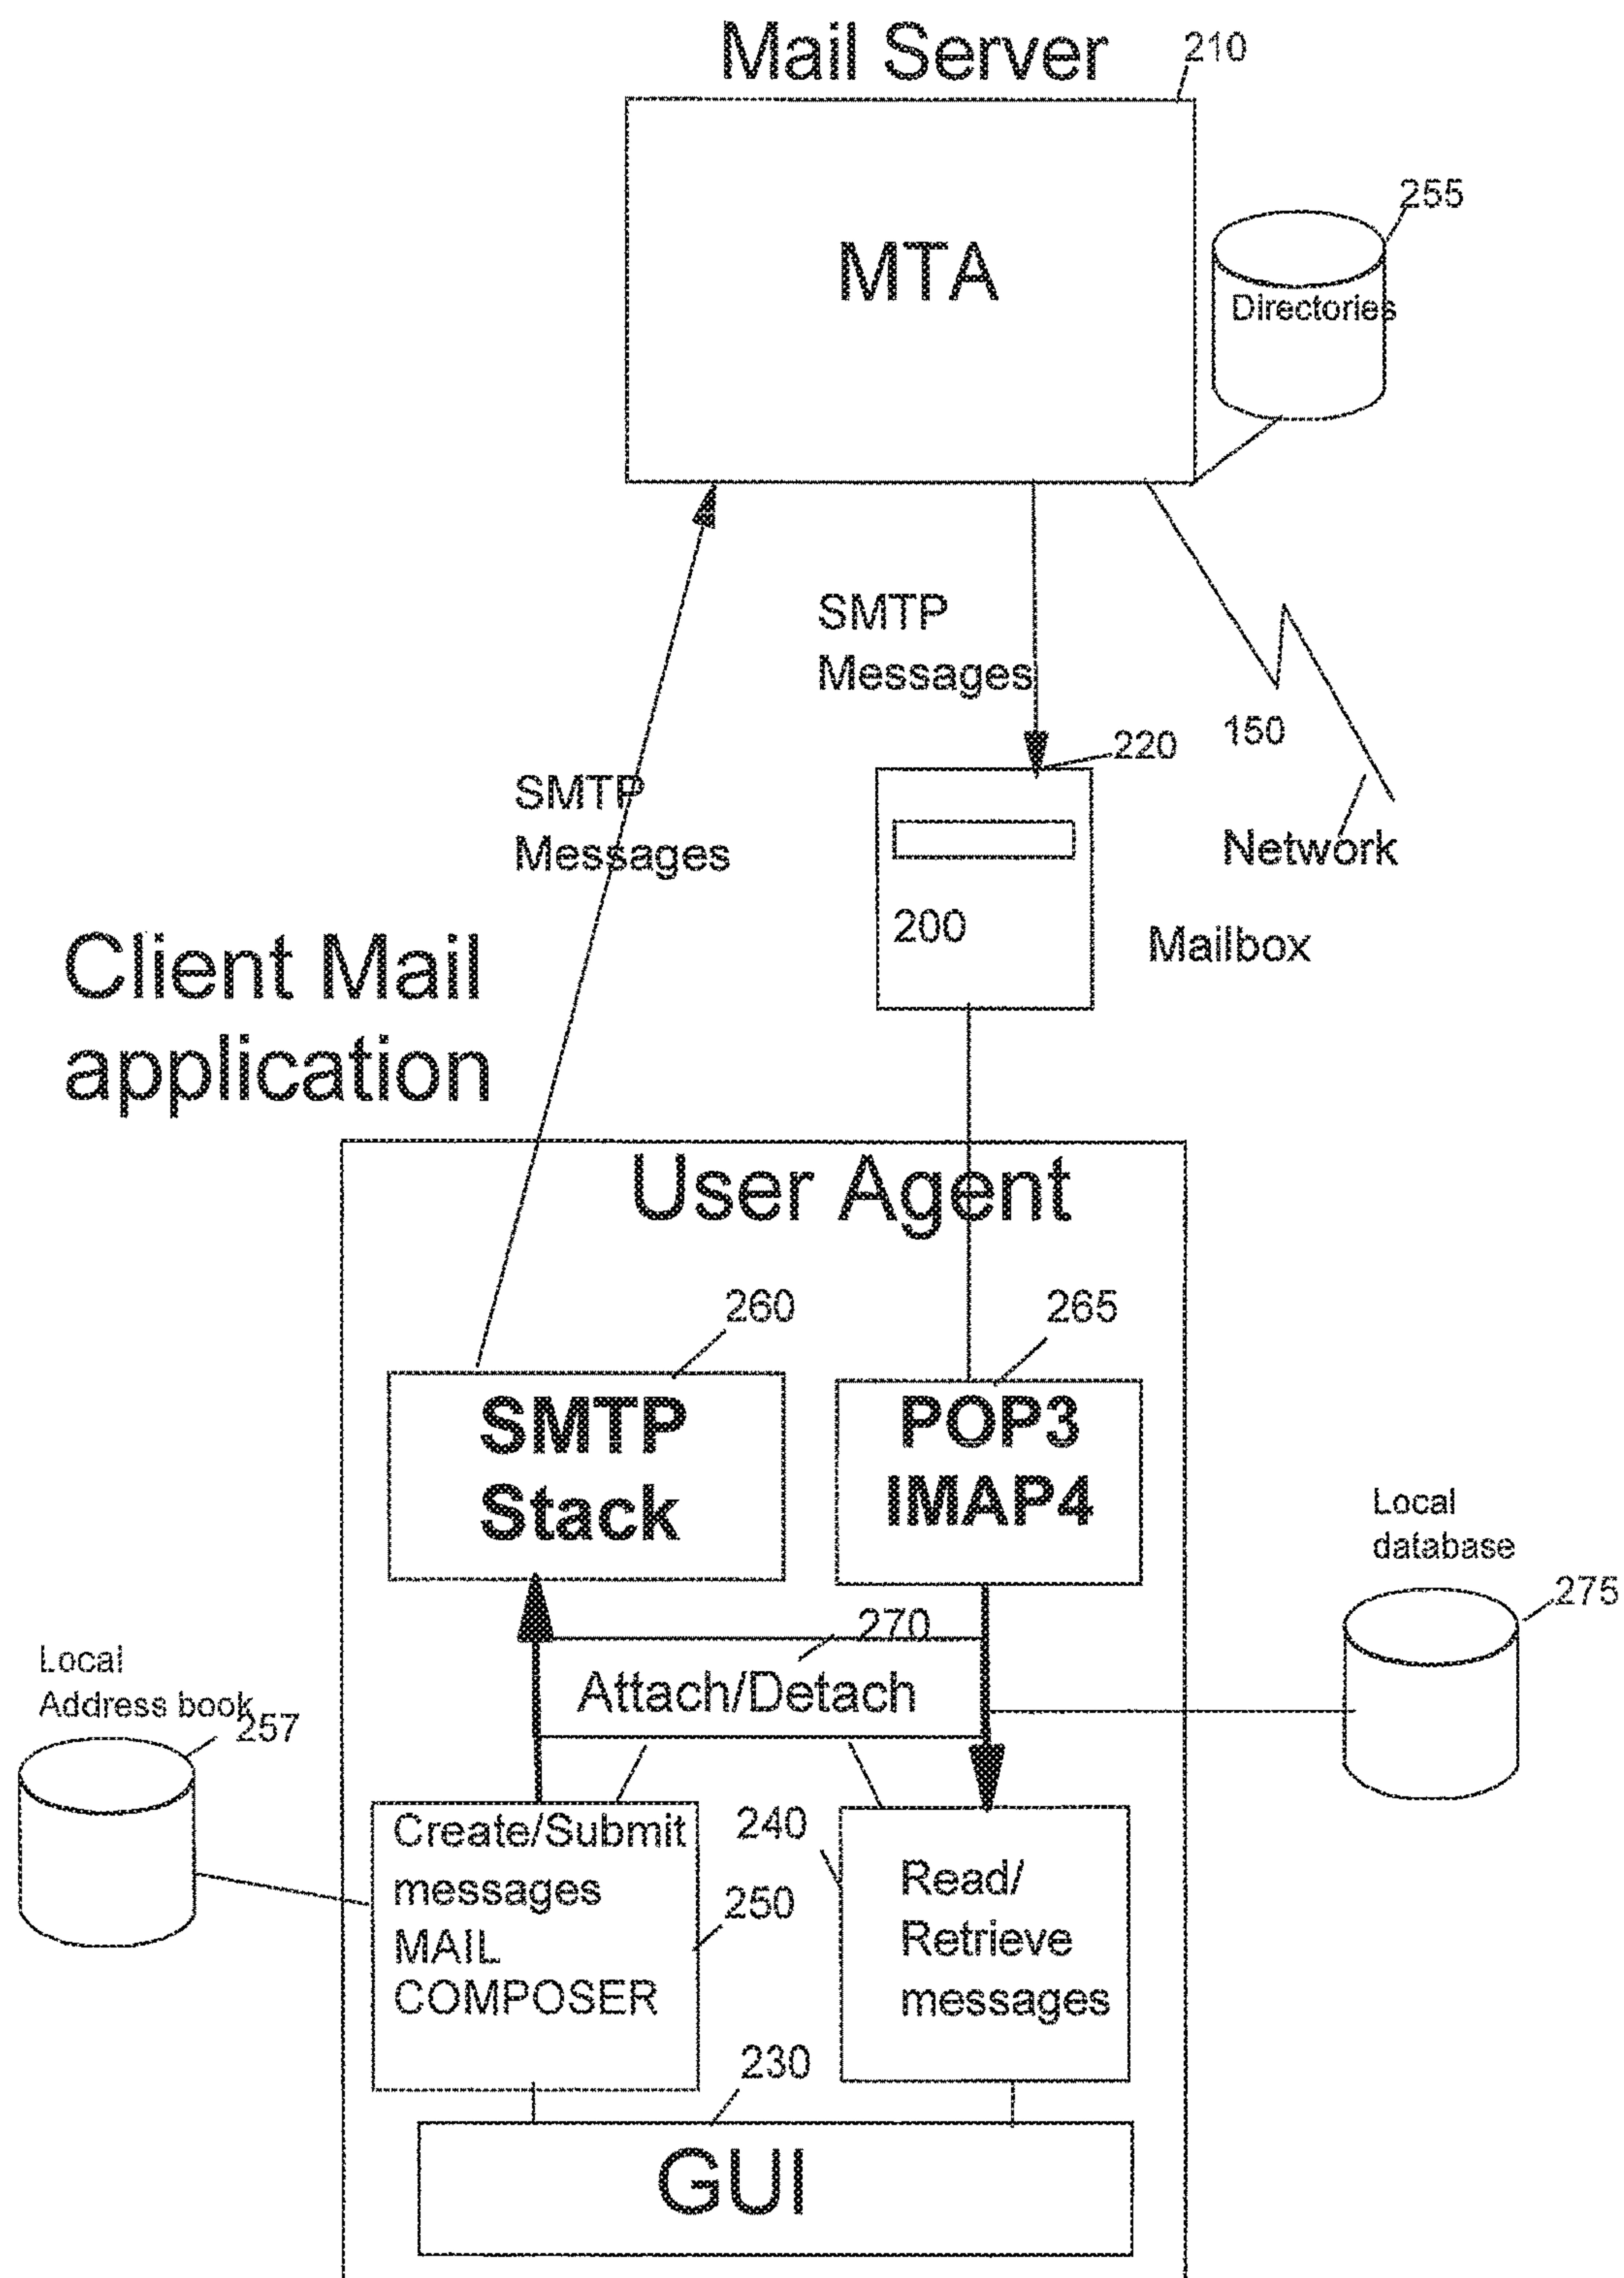 Mail Server
210
MTA
255
Directories
SMTP
Messages
150
Network
220
200
Mailbox
SMTP
Messages
Client Mail
application
User Agent
260
265
SMTP
Stack
POP3
IMAP4
Local
database
275
270
Attach/Detach
Local
Address book
257
Create/Submit
messages
MAIL
COMPOSER
250
240
Read/
Retrieve
messages
230
GUI